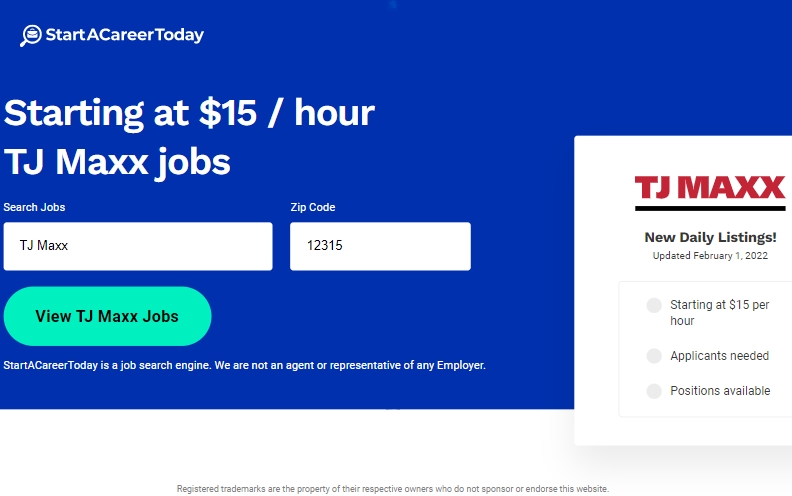 StartACareerToday
Starting at $15 / hour
TJ Maxx jobs
Search Jobs
Zip Code
TJ Maxx
12315
View TJ Maxx Jobs
StartACareerToday is a job search engine. We are not an agent or representative of any Employer.
TJ MAXX
New Daily Listings!
Updated February 1, 2022
Starting at $15 per
hour
Applicants needed
Positions available
Registered trademarks are the property of their respective owners who do not sponsor or endorse this website.